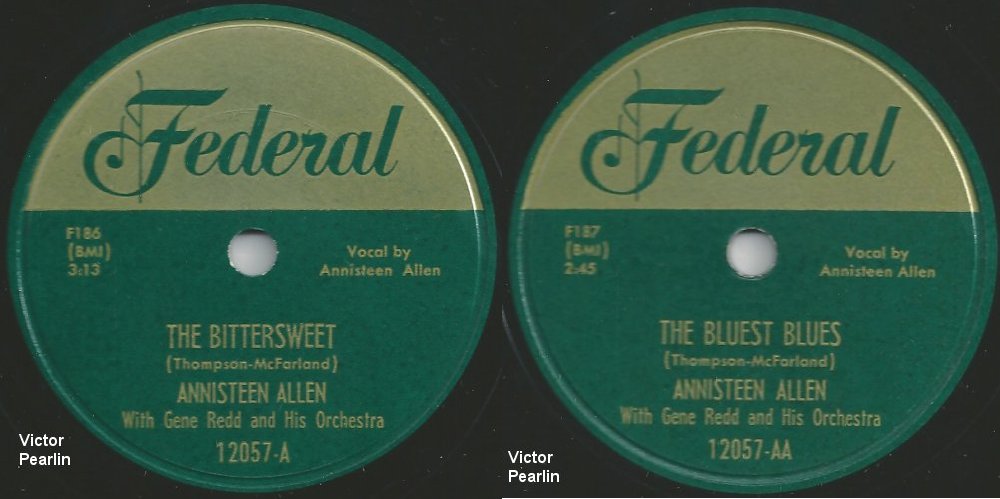 Federal
F186
(BMI)
3:13
Vocal by
Annisteen Allen
THE BITTERSWEET
(Thompson-McFarland)
ANNISTEEN ALLEN
With Gene Redd and His Orchestra
12057-A
Victor
Pearlin
Federal
F187
(BMI)
2:45
Vocal by
Annisteen Allen
THE BLUEST BLUES
(Thompson-McFarland)
ANNISTEEN ALLEN
With Gene Redd and His Orchestra
12057-AA
Victor
Pearlin